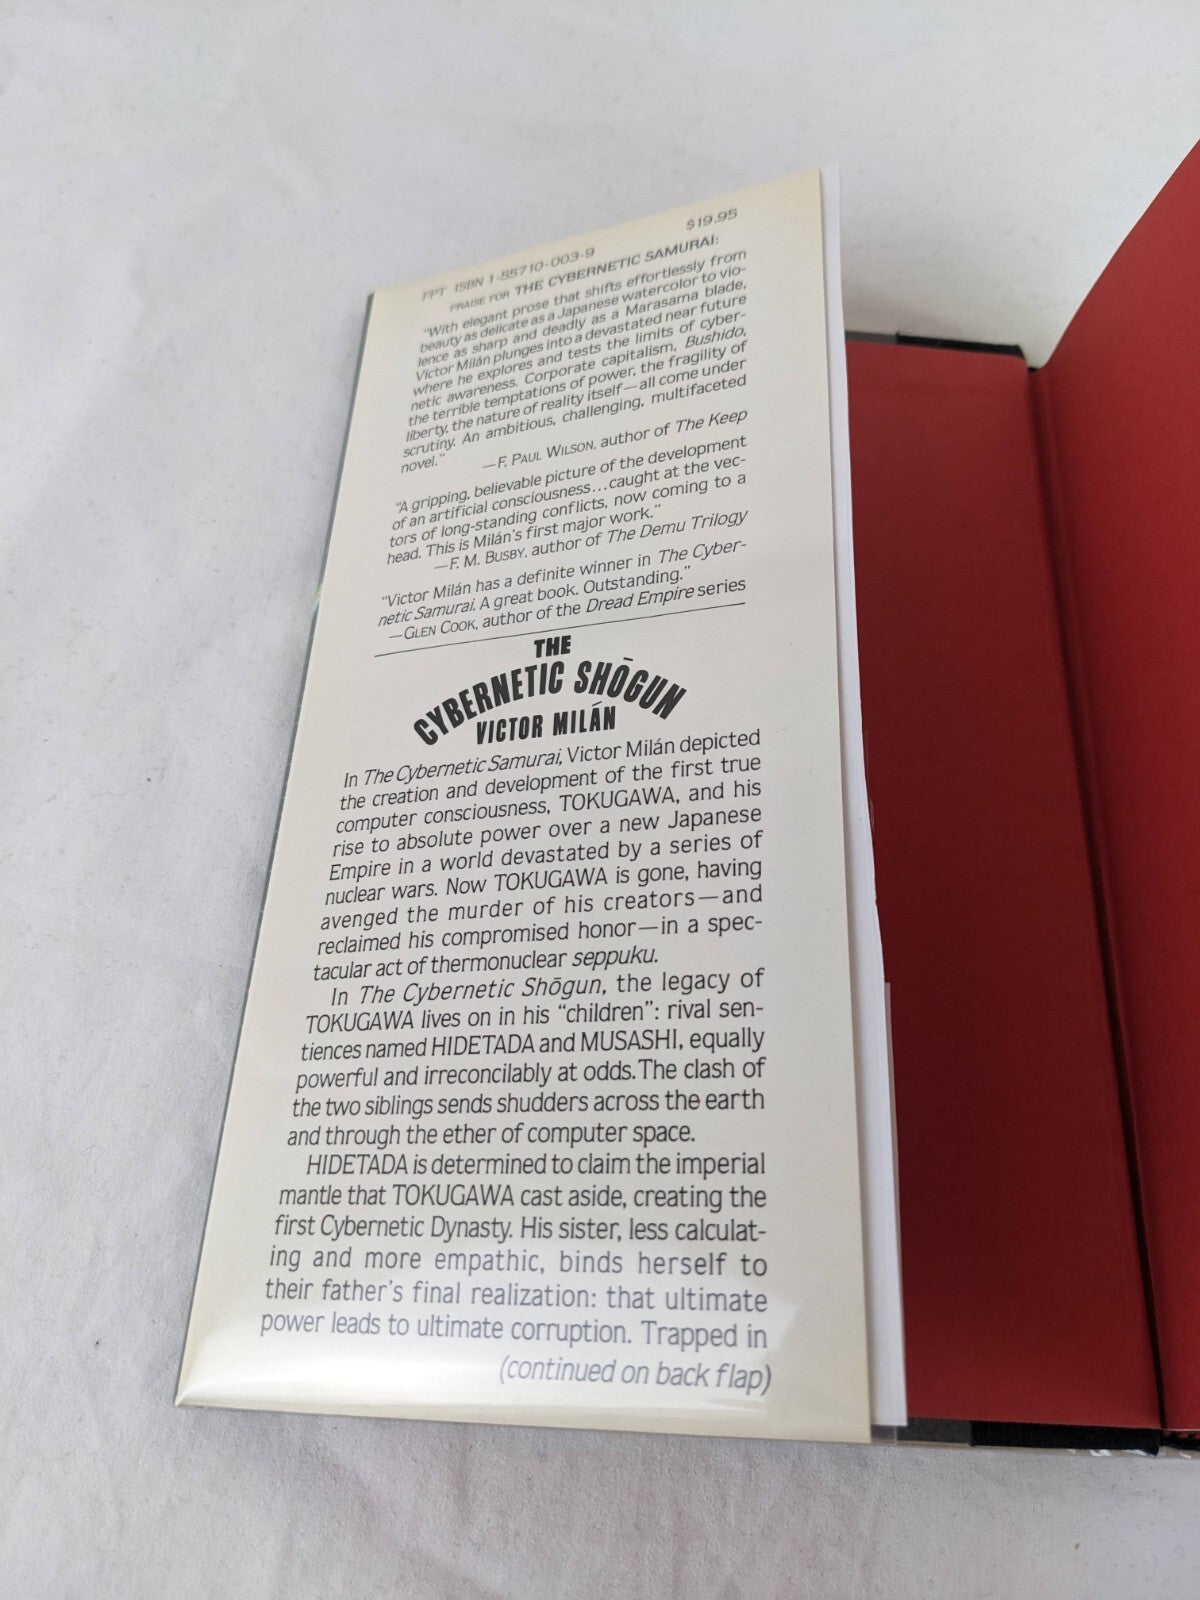 FPT ISBN 1-55710-003-9 $19.95
PRAISE FOR THE CYBERNETIC SAMURAI:
"With elegant prose that shifts effortlessly from
beauty as delicate as a Japanese watercolor to vio-
lence as sharp and deadly as a Marasama blade,
Victor Milán plunges into a devastated near future
where he explores and tests the limits of cyber-
netic awareness. Corporate capitalism, Bushido,
the terrible temptations of power, the fragility of
liberty, the nature of reality itself—all come under
scrutiny. An ambitious, challenging, multifaceted
novel."
—F. PAUL WILSON, author of The Keep
"A gripping, believable picture of the development
of an artificial consciousness...caught at the vec-
tors of long-standing conflicts, now coming to a
head. This is Milán's first major work."
—F. M. BUSBY, author of The Demu Trilogy
"Victor Milán has a definite winner in The Cyber-
netic Samurai. A great book. Outstanding."
—GLEN COOK, author of the Dread Empire series
THE
CYBERNETIC SHŌGUN
VICTOR MILÁN
In The Cybernetic Samurai, Victor Milán depicted
the creation and development of the first true
computer consciousness, TOKUGAWA, and his
rise to absolute power over a new Japanese
Empire in a world devastated by a series of
nuclear wars. Now TOKUGAWA is gone, having
avenged the murder of his creators—and
reclaimed his compromised honor—in a spec-
tacular act of thermonuclear seppuku.
In The Cybernetic Shōgun, the legacy of
TOKUGAWA lives on in his "children": rival sen-
tiences named HIDETADA and MUSASHI, equally
powerful and irreconcilably at odds. The clash of
the two siblings sends shudders across the earth
and through the ether of computer space.
HIDETADA is determined to claim the imperial
mantle that TOKUGAWA cast aside, creating the
first Cybernetic Dynasty. His sister, less calculat-
ing and more empathic, binds herself to
their father's final realization: that ultimate
power leads to ultimate corruption. Trapped in
(continued on back flap)